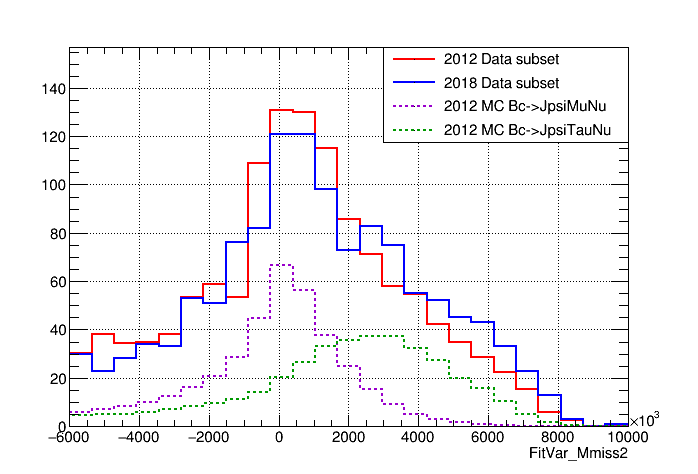 2012 Data subset
2018 Data subset
2012 MC Bc->JpsiMuNu
2012 MC Bc->JpsiTauNu
140
120
100
80
60
40
20
0
−6000 −4000 −2000 0 2000 4000 6000 8000 10000
×10³
FitVar_Mmiss2